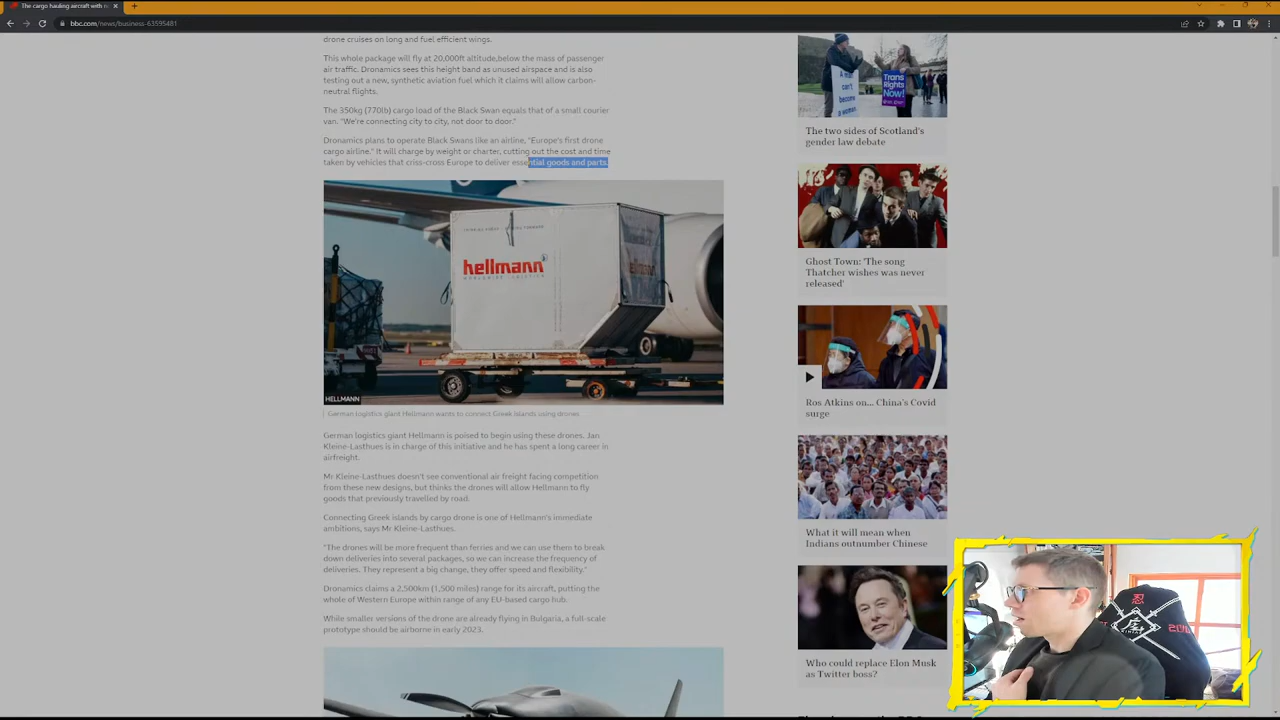 The cargo hauling aircraft with n
bbc.com/news/business-63595481
drone cruises on long and fuel efficient wings.
This whole package will fly at 20,000ft altitude,below the mass of passenger
air traffic. Dronamics sees this height band as unused airspace and is also
testing out a new, synthetic aviation fuel which it claims will allow carbon-
neutral flights.
The 350kg (770lb) cargo load of the Black Swan equals that of a small courier
van. "We're connecting city to city, not door to door."
Dronamics plans to operate Black Swans like an airline, "Europe's first drone
cargo airline." It will charge by weight or charter, cutting out the cost and time
taken by vehicles that criss-cross Europe to deliver essential goods and parts.
hellmann
WORLDWIDE LOGISTICS
HELLMANN
German logistics giant Hellmann wants to connect Greek islands using drones
German logistics giant Hellmann is poised to begin using these drones. Jan
Kleine-Lasthues is in charge of this initiative and he has spent a long career in
airfreight.
Mr Kleine-Lasthues doesn't see conventional air freight facing competition
from these new designs, but thinks the drones will allow Hellmann to fly
goods that previously travelled by road.
Connecting Greek islands by cargo drone is one of Hellmann's immediate
ambitions, says Mr Kleine-Lasthues.
"The drones will be more frequent than ferries and we can use them to break
down deliveries into several packages, so we can increase the frequency of
deliveries. They represent a big change, they offer speed and flexibility."
Dronamics claims a 2,500km (1,500 miles) range for its aircraft, putting the
whole of Western Europe within range of any EU-based cargo hub.
While smaller versions of the drone are already flying in Bulgaria, a full-scale
prototype should be airborne in early 2023.
Trans
Rights
Now!
The two sides of Scotland's
gender law debate
Ghost Town: 'The song
Thatcher wishes was never
released'
Ros Atkins on... China's Covid
surge
What it will mean when
Indians outnumber Chinese
Who could replace Elon Musk
as Twitter boss?
忍